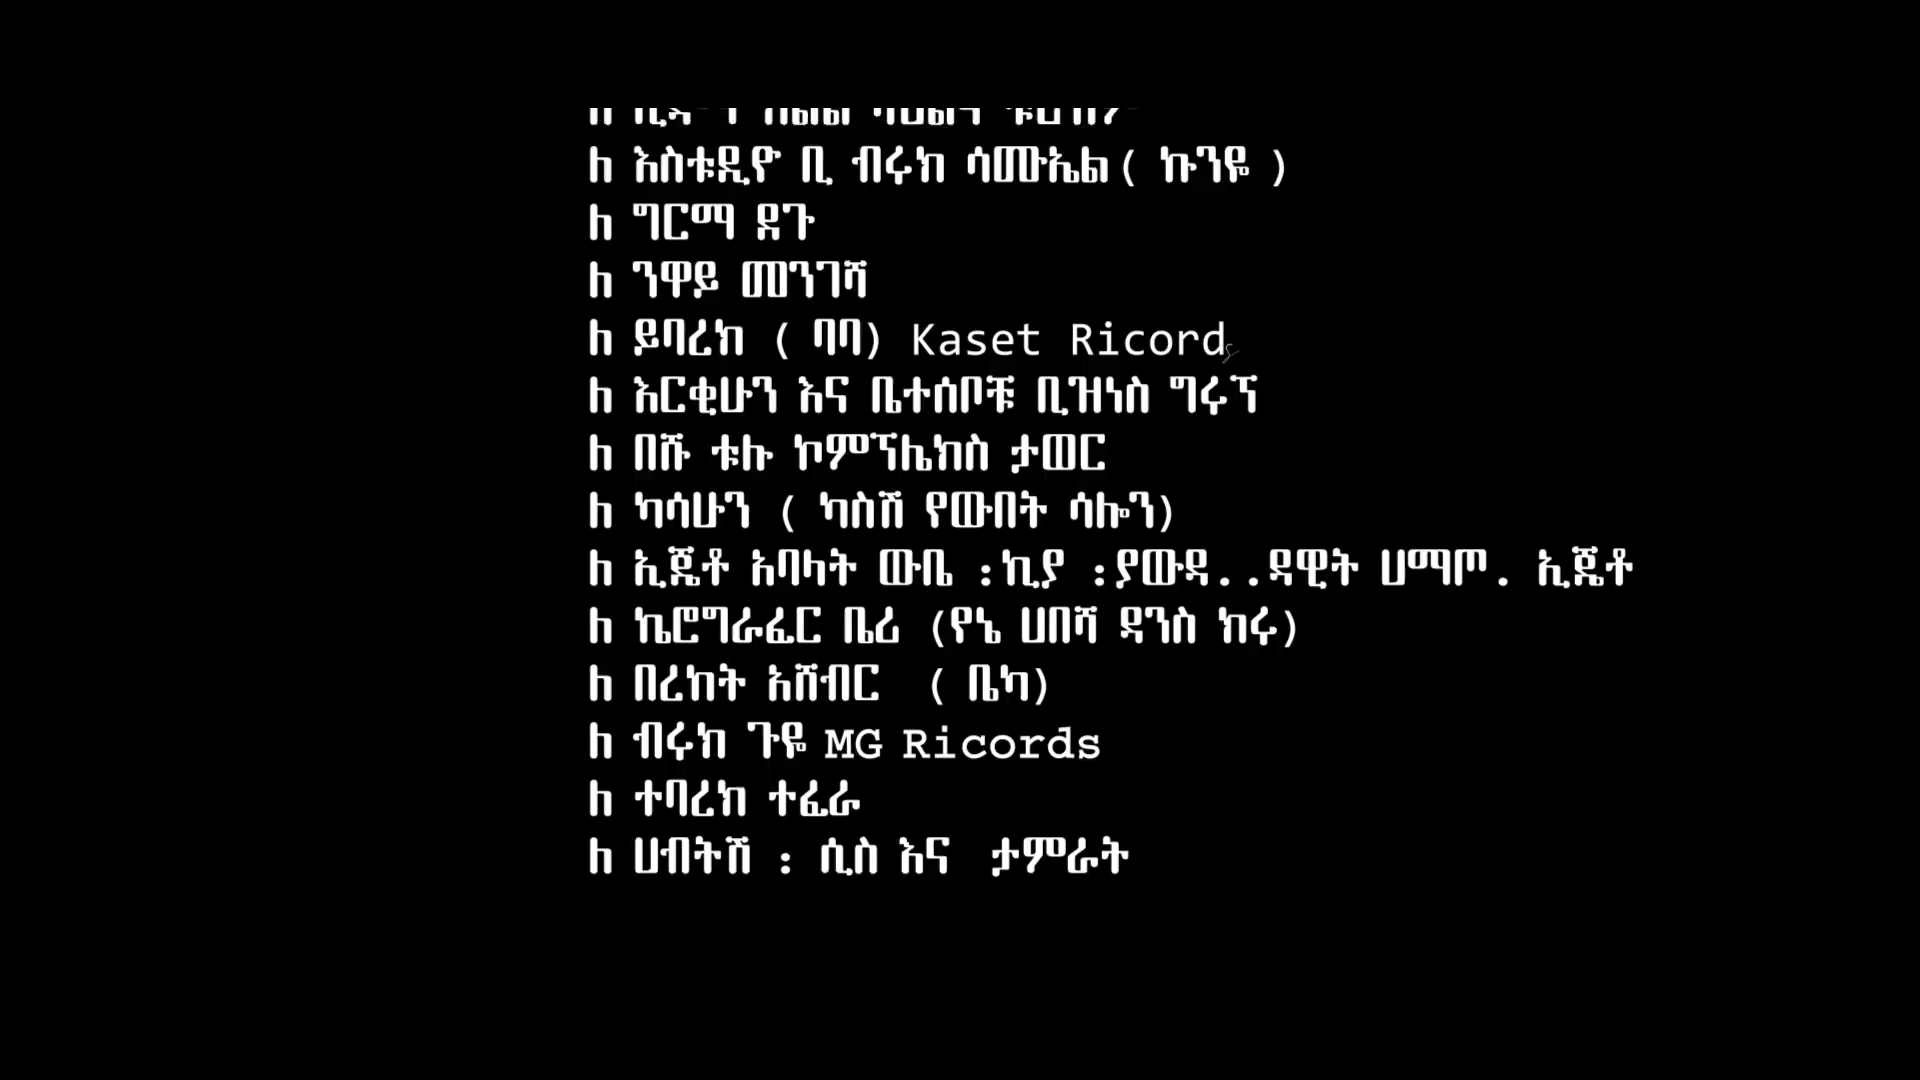 ለ እስቱዲዮ ቢ ብሩክ ሳሙኤል( ኩንዬ )
ለ ግርማ ደጉ
ለ ንዋይ መንገሻ
ለ ይባረክ ( ባባ) Kaset Ricord
ለ እርቂሁን እና ቤተሰቦቹ ቢዝነስ ግሩፕ
ለ በሹ ቱሉ ኮምፕሌክስ ታወር
ለ ካሳሁን ( ካስሽ የውበት ሳሎን)
ለ ኢጄቶ አባላት ውቤ :ኪያ :ያውዳ..ዳዊት ሀማጦ. ኢጄቶ
ለ ኬሮግራፈር ቤሪ (የኔ ሀበሻ ዳንስ ክሩ)
ለ በረከት አሸብር ( ቤካ)
ለ ብሩክ ጉዬ MG Ricords
ለ ተባረክ ተፈራ
ለ ሀብትሽ : ሲስ እና ታምራት